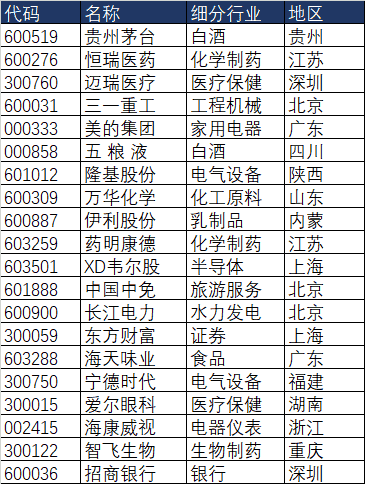 代码 名称 细分行业 地区
600519 贵州茅台 白酒 贵州
600276 恒瑞医药 化学制药 江苏
300760 迈瑞医疗 医疗保健 深圳
600031 三一重工 工程机械 北京
000333 美的集团 家用电器 广东
000858 五 粮 液 白酒 四川
601012 隆基股份 电气设备 陕西
600309 万华化学 化工原料 山东
600887 伊利股份 乳制品 内蒙
603259 药明康德 化学制药 江苏
603501 XD韦尔股 半导体 上海
601888 中国中免 旅游服务 北京
600900 长江电力 水力发电 北京
300059 东方财富 证券 上海
603288 海天味业 食品 广东
300750 宁德时代 电气设备 福建
300015 爱尔眼科 医疗保健 湖南
002415 海康威视 电器仪表 浙江
300122 智飞生物 生物制药 重庆
600036 招商银行 银行 深圳